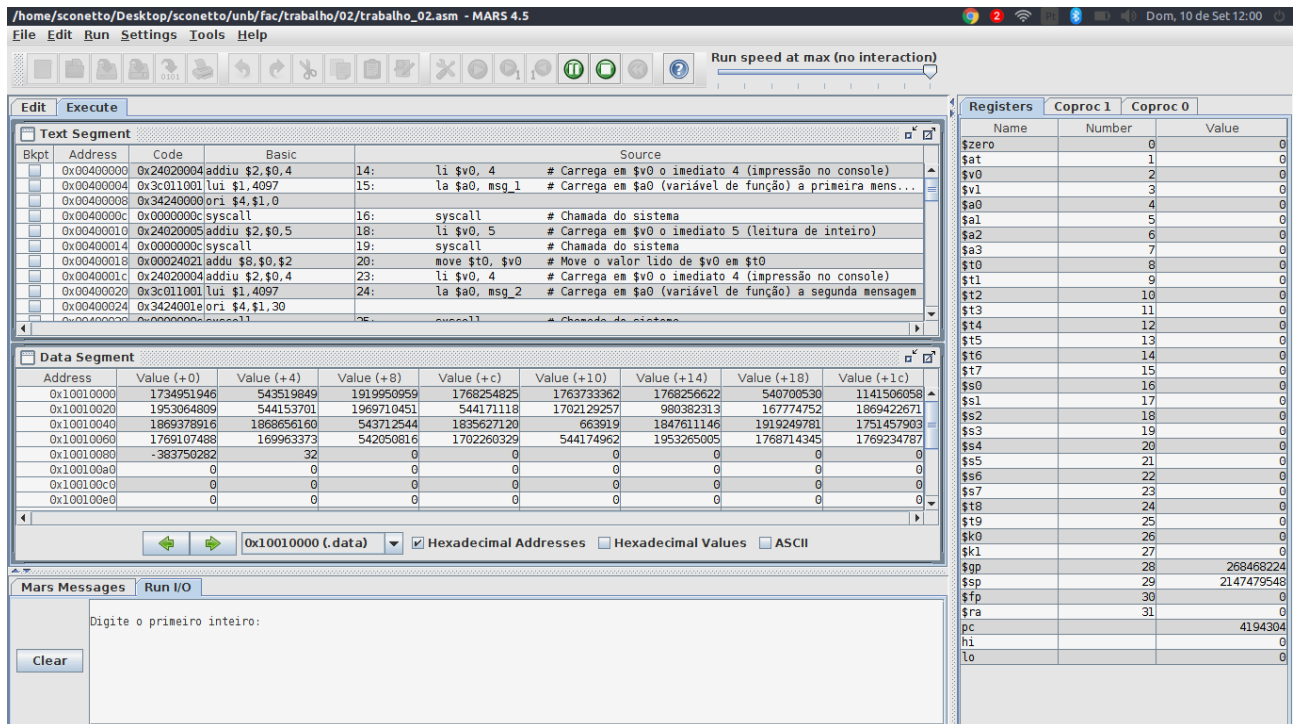 /home/sconetto/Desktop/sconetto/unb/fac/trabalho/02/trabalho_02.asm - MARS 4.5
2 Pt Dom, 10 de Set 12:00
File Edit Run Settings Tools Help
Run speed at max (no interaction)
Edit Execute
Text Segment
Bkpt Address Code Basic Source
0x00400000 0x24020004 addiu $2,$0,4 14: li $v0, 4 # Carrega em $v0 o imediato 4 (impressão no console)
0x00400004 0x3c011001 lui $1,4097 15: la $a0, msg_1 # Carrega em $a0 (variável de função) a primeira mens...
0x00400008 0x34240000 ori $4,$1,0
0x0040000c 0x0000000c syscall 16: syscall # Chamada do sistema
0x00400010 0x24020005 addiu $2,$0,5 18: li $v0, 5 # Carrega em $v0 o imediato 5 (leitura de inteiro)
0x00400014 0x0000000c syscall 19: syscall # Chamada do sistema
0x00400018 0x00024021 addu $8,$0,$2 20: move $t0, $v0 # Move o valor lido de $v0 em $t0
0x0040001c 0x24020004 addiu $2,$0,4 23: li $v0, 4 # Carrega em $v0 o imediato 4 (impressão no console)
0x00400020 0x3c011001 lui $1,4097 24: la $a0, msg_2 # Carrega em $a0 (variável de função) a segunda mensagem
0x00400024 0x3424001e ori $4,$1,30
0x00400028 0x0000000c syscall 25: syscall # Chamada do sistema
Data Segment
Address Value (+0) Value (+4) Value (+8) Value (+c) Value (+10) Value (+14) Value (+18) Value (+1c)
0x10010000 1734951946 543519849 1919950959 1768254825 1763733362 1768256622 540700530 1141506058
0x10010020 1953064809 544153701 1969710451 544171118 1702129257 980382313 167774752 1869422671
0x10010040 1869378916 1868656160 543712544 1835627120 663919 1847611146 1919249781 1751457903
0x10010060 1769107488 169963373 542050816 1702260329 544174962 1953265005 1768714345 1769234787
0x10010080 -383750282 32 0 0 0 0 0 0
0x100100a0 0 0 0 0 0 0 0 0
0x100100c0 0 0 0 0 0 0 0 0
0x100100e0 0 0 0 0 0 0 0 0
0x10010000 (.data) Hexadecimal Addresses Hexadecimal Values ASCII
Mars Messages Run I/O
Digite o primeiro inteiro:
Clear
Registers Coproc 1 Coproc 0
Name Number Value
$zero 0 0
$at 1 0
$v0 2 0
$v1 3 0
$a0 4 0
$a1 5 0
$a2 6 0
$a3 7 0
$t0 8 0
$t1 9 0
$t2 10 0
$t3 11 0
$t4 12 0
$t5 13 0
$t6 14 0
$t7 15 0
$s0 16 0
$s1 17 0
$s2 18 0
$s3 19 0
$s4 20 0
$s5 21 0
$s6 22 0
$s7 23 0
$t8 24 0
$t9 25 0
$k0 26 0
$k1 27 0
$gp 28 268468224
$sp 29 2147479548
$fp 30 0
$ra 31 0
pc 4194304
hi 0
lo 0